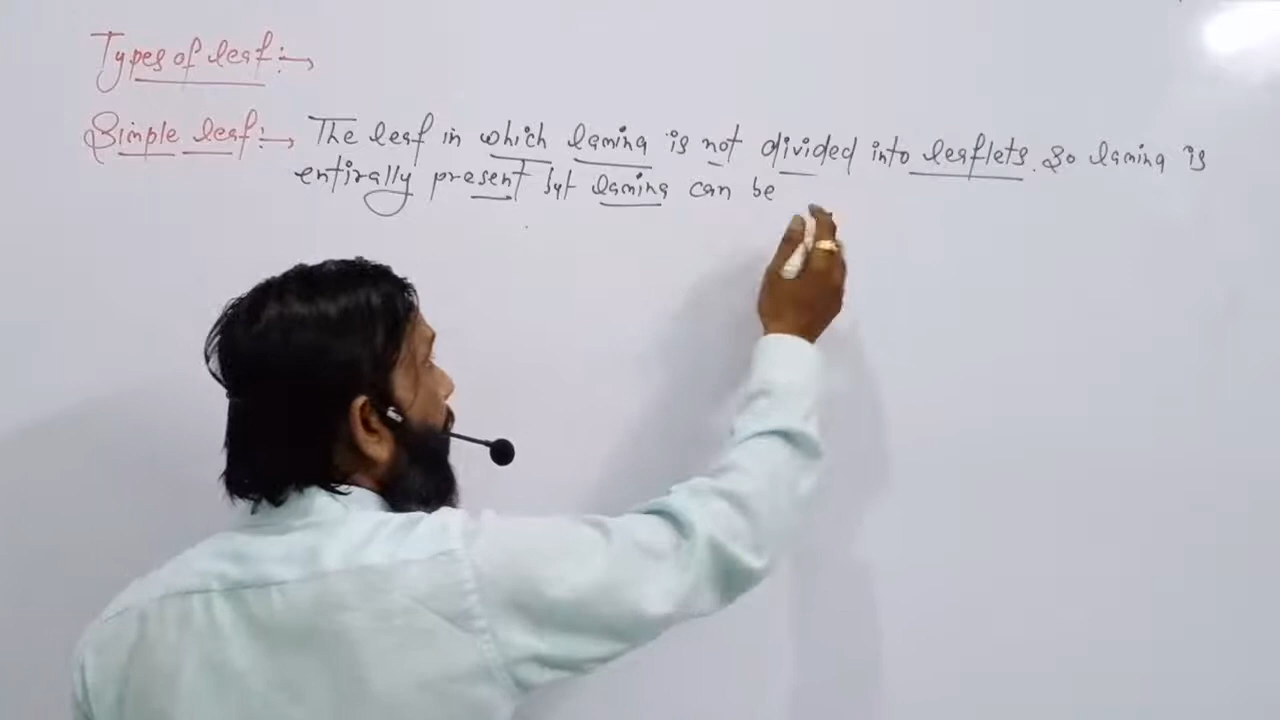 Types of leaf :→
Simple leaf :→ The leaf in which lamina is not divided into leaflets. So lamina is
entirally present but lamina can be